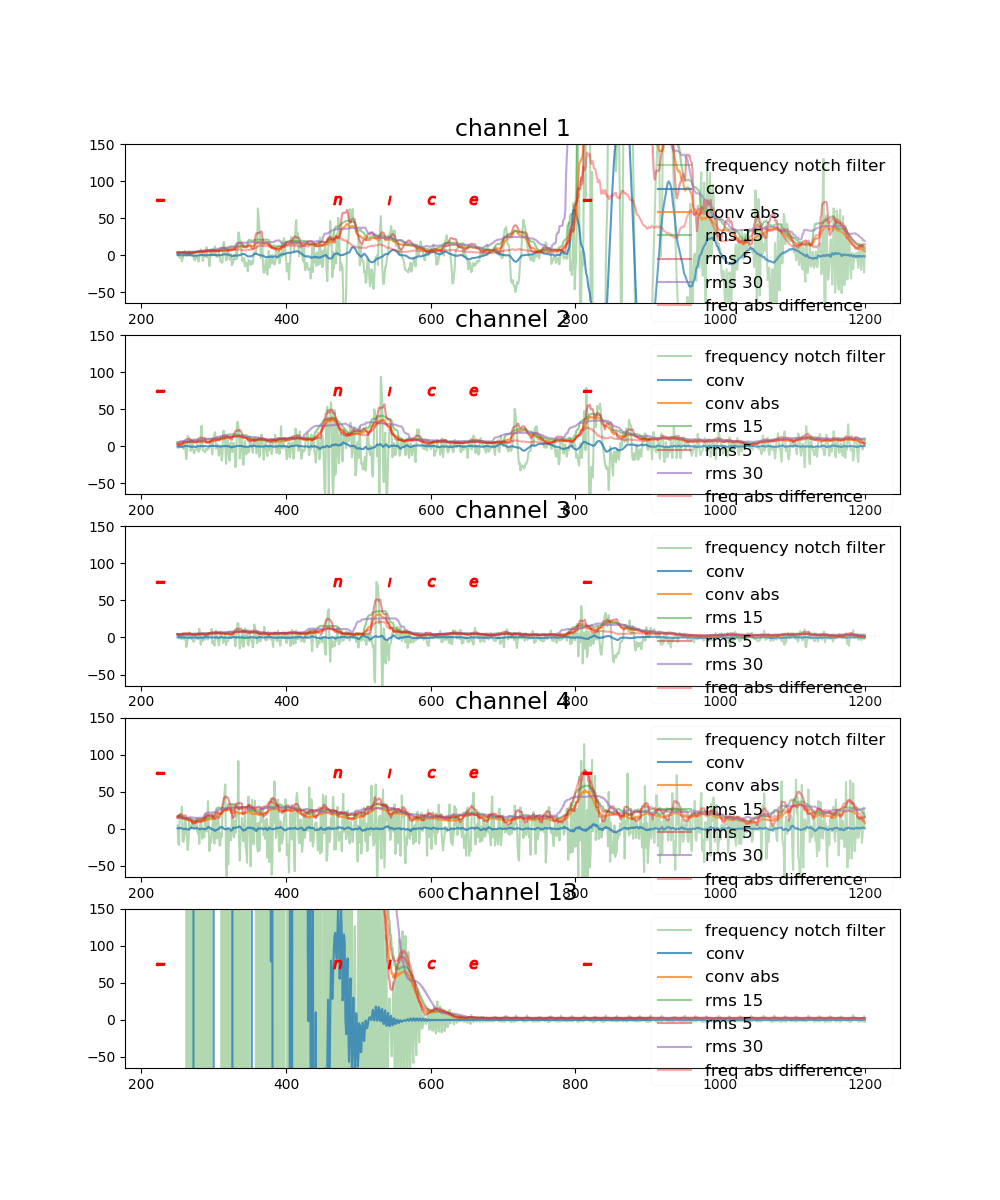 channel 1
150
100
50
0
−50
200 400 600 800 1000 1200
- n i c e -
frequency notch filter
conv
conv abs
rms 15
rms 5
rms 30
freq abs difference
channel 2
150
100
50
0
−50
200 400 600 800 1000 1200
- n i c e -
frequency notch filter
conv
conv abs
rms 15
rms 5
rms 30
freq abs difference
channel 3
150
100
50
0
−50
200 400 600 800 1000 1200
- n i c e -
frequency notch filter
conv
conv abs
rms 15
rms 5
rms 30
freq abs difference
channel 4
150
100
50
0
−50
200 400 600 800 1000 1200
- n i c e -
frequency notch filter
conv
conv abs
rms 15
rms 5
rms 30
freq abs difference
channel 13
150
100
50
0
−50
200 400 600 800 1000 1200
- n i c e -
frequency notch filter
conv
conv abs
rms 15
rms 5
rms 30
freq abs difference